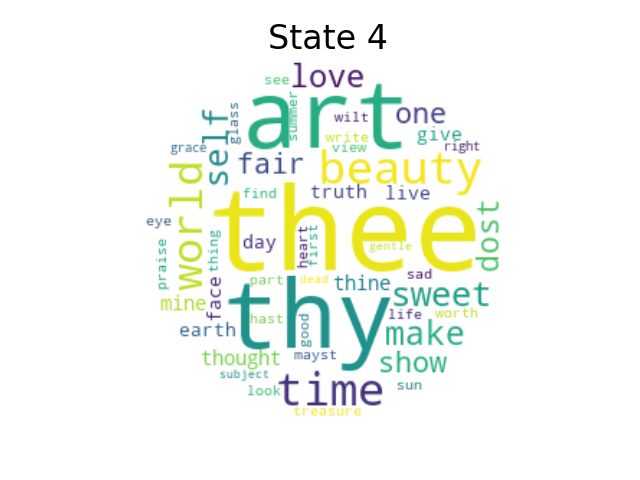 State 4
see love
summer
art
wilt
one
glass
self
write
give
view
right
grace
fair
beauty
world
find
truth
live
thee
dost
eye
day
heart
first
gentle
praise
thing
face
part
dead
thine
sad
sweet
mine
thy
hast
good
life
worth
earth
make
thought
mayst
show
subject
look
time
sun
treasure